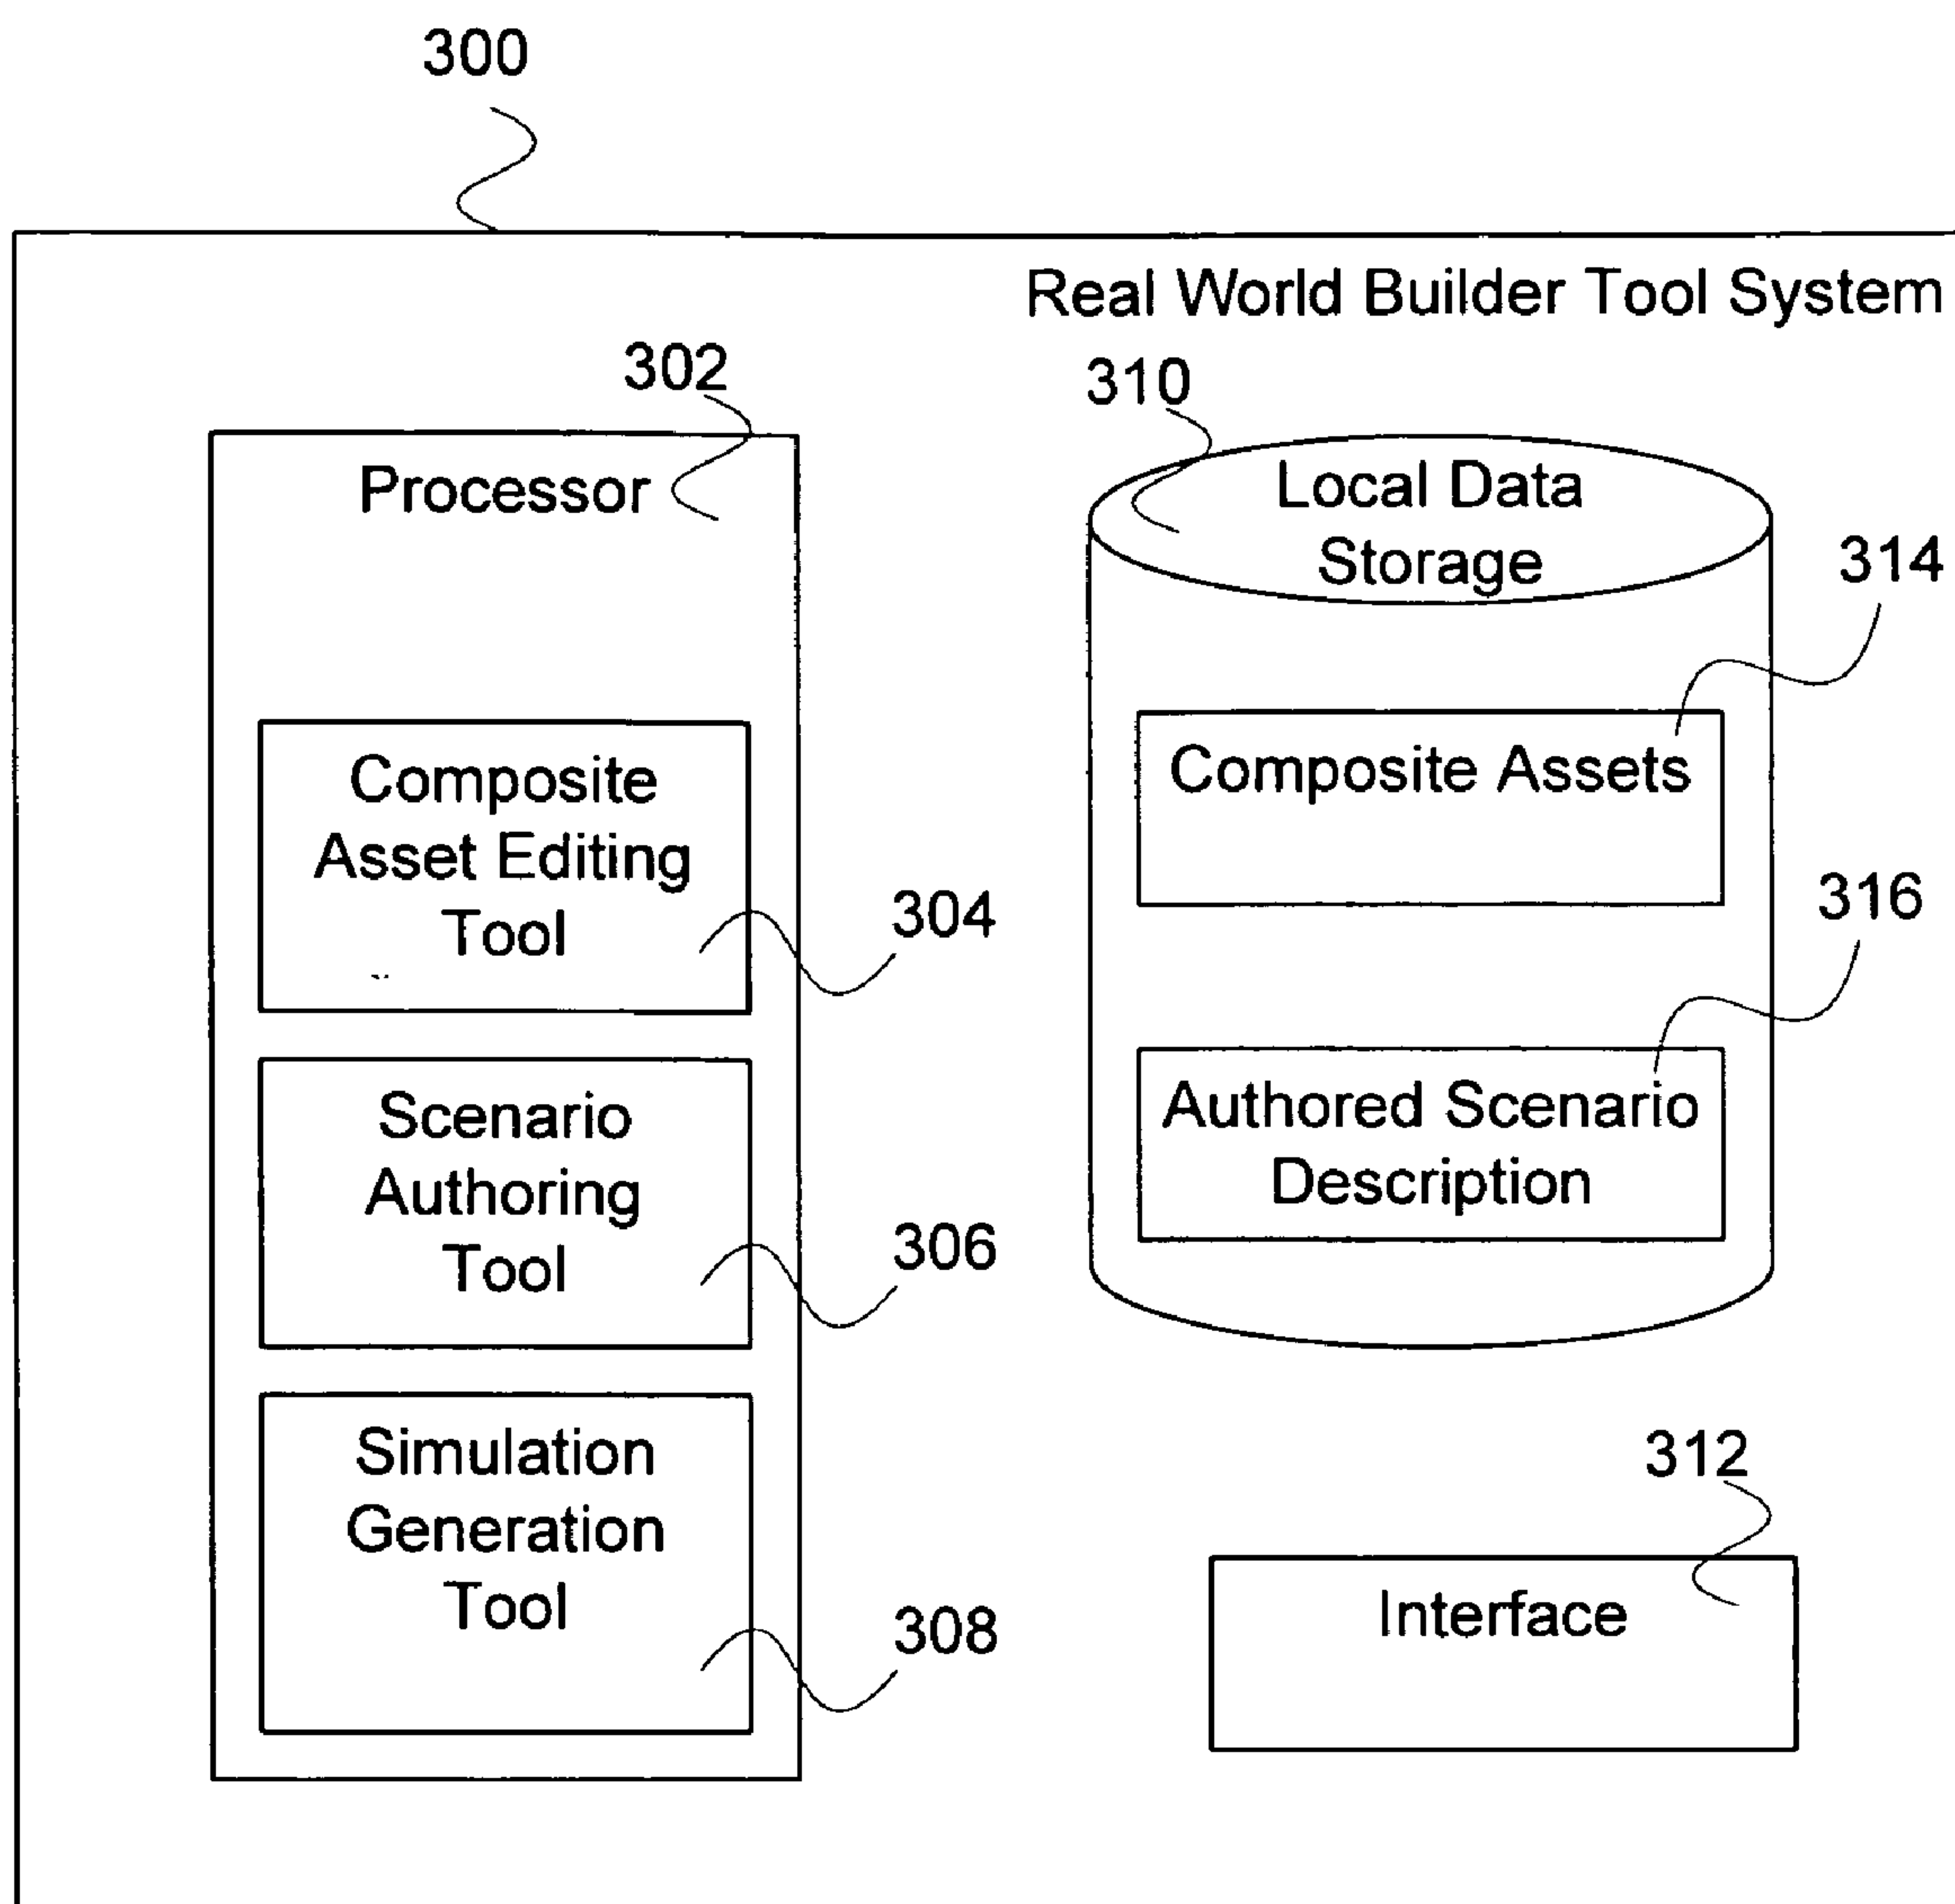 300
Real World Builder Tool System
302
310
Processor
Local Data
Storage
314
Composite
Asset Editing
Tool
304
Composite Assets
316
Scenario
Authoring
Tool
306
Authored Scenario
Description
Simulation
Generation
Tool
308
312
Interface